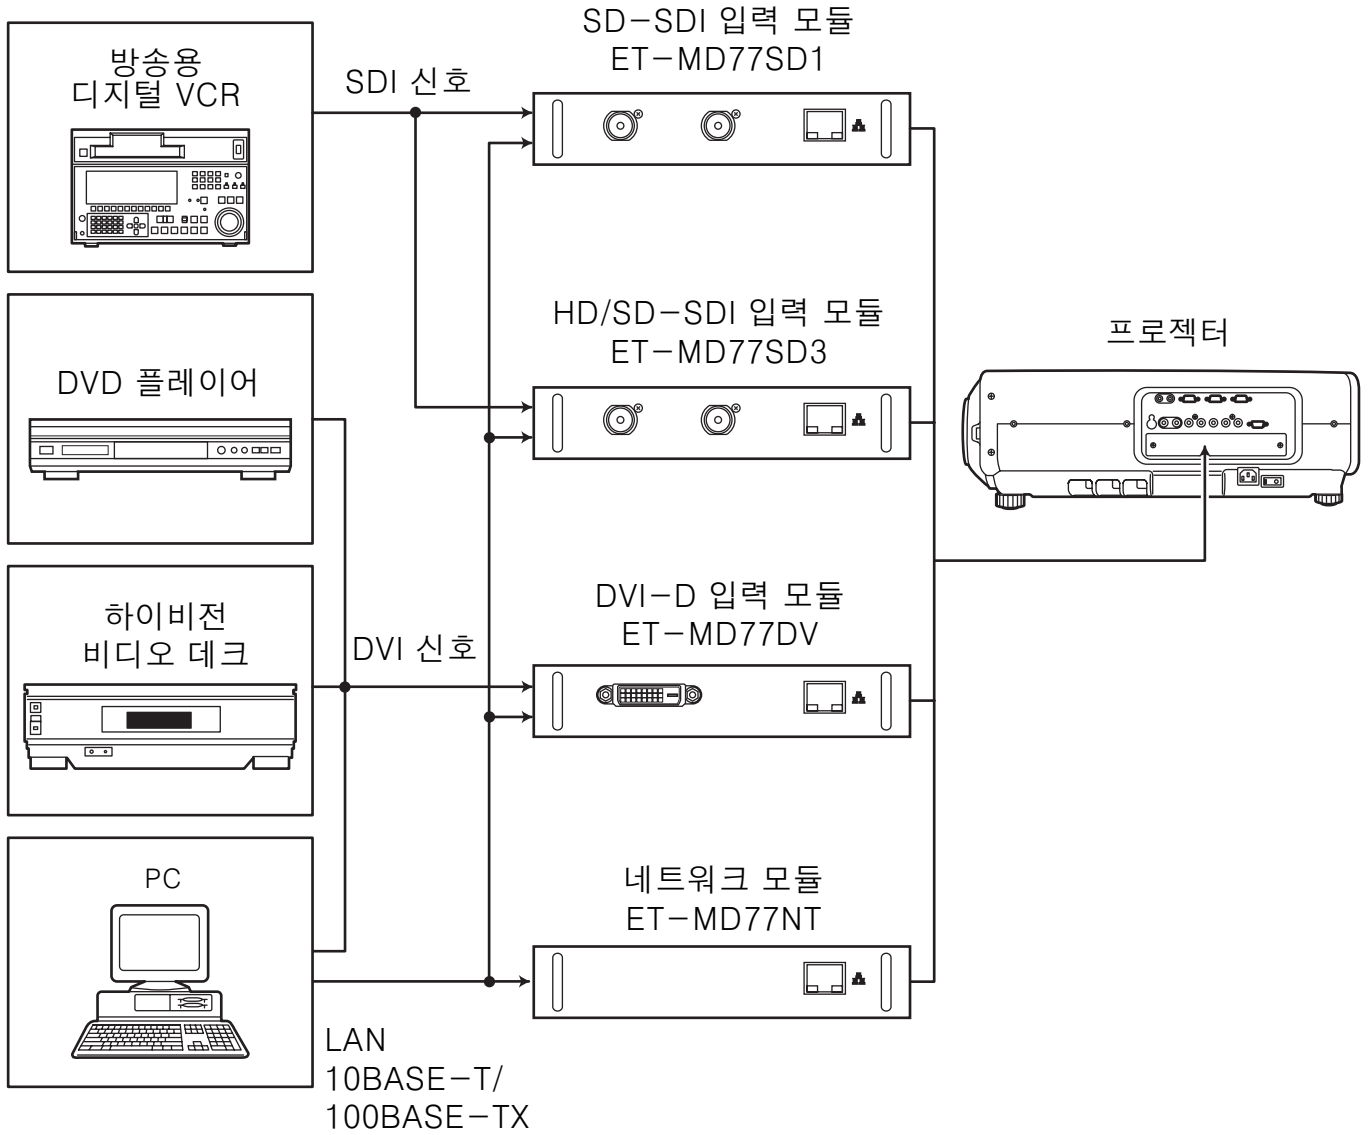 방송용
디지털 VCR
SDI 신호
SD-SDI 입력 모듈
ET-MD77SD1
DVD 플레이어
HD/SD-SDI 입력 모듈
ET-MD77SD3
프로젝터
하이비전
비디오 데크
DVI 신호
DVI-D 입력 모듈
ET-MD77DV
PC
네트워크 모듈
ET-MD77NT
LAN
10BASE-T/
100BASE-TX